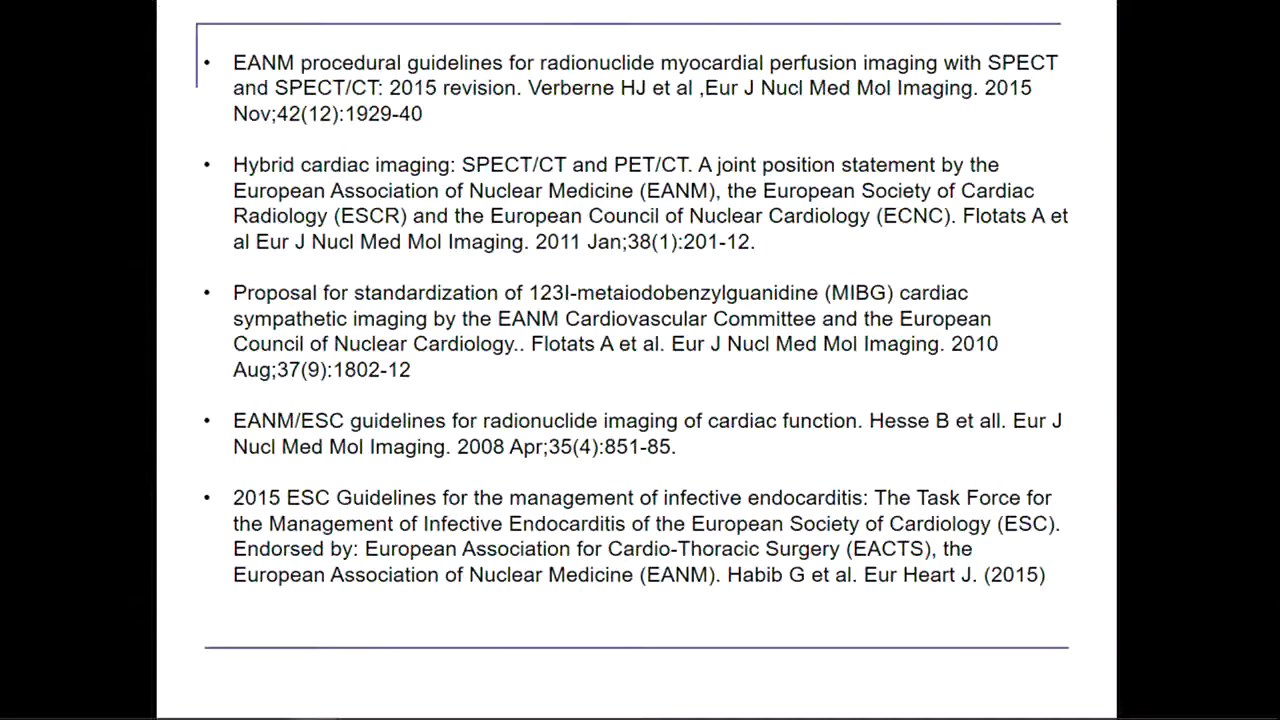 • EANM procedural guidelines for radionuclide myocardial perfusion imaging with SPECT
and SPECT/CT: 2015 revision. Verberne HJ et al ,Eur J Nucl Med Mol Imaging. 2015
Nov;42(12):1929-40
• Hybrid cardiac imaging: SPECT/CT and PET/CT. A joint position statement by the
European Association of Nuclear Medicine (EANM), the European Society of Cardiac
Radiology (ESCR) and the European Council of Nuclear Cardiology (ECNC). Flotats A et
al Eur J Nucl Med Mol Imaging. 2011 Jan;38(1):201-12.
• Proposal for standardization of 123I-metaiodobenzylguanidine (MIBG) cardiac
sympathetic imaging by the EANM Cardiovascular Committee and the European
Council of Nuclear Cardiology.. Flotats A et al. Eur J Nucl Med Mol Imaging. 2010
Aug;37(9):1802-12
• EANM/ESC guidelines for radionuclide imaging of cardiac function. Hesse B et all. Eur J
Nucl Med Mol Imaging. 2008 Apr;35(4):851-85.
• 2015 ESC Guidelines for the management of infective endocarditis: The Task Force for
the Management of Infective Endocarditis of the European Society of Cardiology (ESC).
Endorsed by: European Association for Cardio-Thoracic Surgery (EACTS), the
European Association of Nuclear Medicine (EANM). Habib G et al. Eur Heart J. (2015)